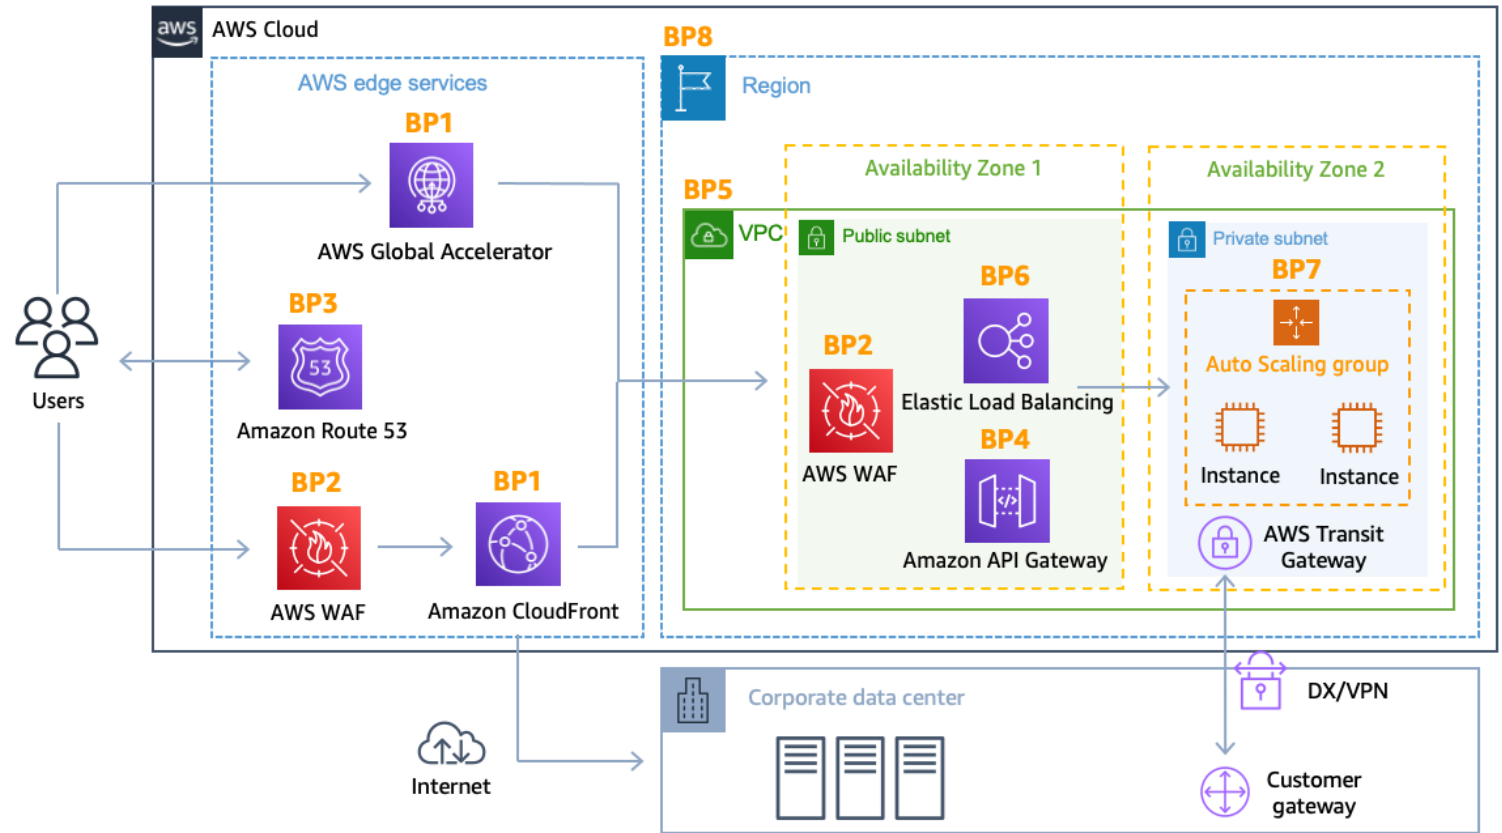 aws
AWS Cloud
BP8
AWS edge services
Region
BP1
AWS Global Accelerator
BP3
53
Amazon Route 53
Users
BP2
AWS WAF
BP1
Amazon CloudFront
BP5
VPC
Availability Zone 1
Public subnet
BP6
Elastic Load Balancing
BP2
AWS WAF
BP4
</>
Amazon API Gateway
Availability Zone 2
Private subnet
BP7
Auto Scaling group
Instance
Instance
AWS Transit
Gateway
Internet
Corporate data center
DX/VPN
Customer
gateway